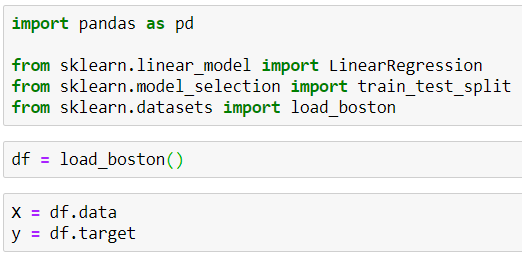 import pandas as pd
from sklearn.linear_model import LinearRegression
from sklearn.model_selection import train_test_split
from sklearn.datasets import load_boston
df = load_boston()
X = df.data
y = df.target